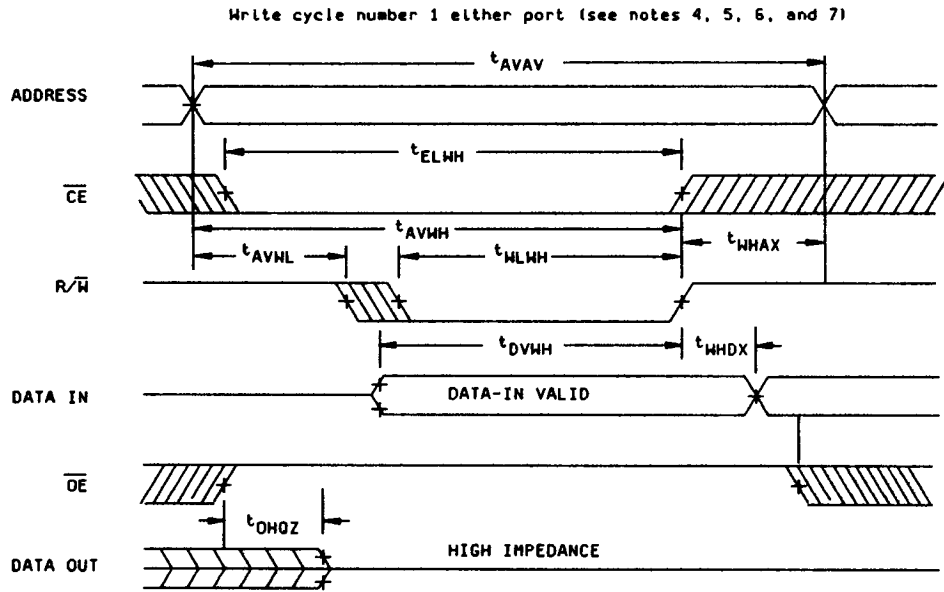 Write cycle number 1 either port (see notes 4, 5, 6, and 7)
tAVAV
ADDRESS
tELWH
CE
tAVWH
tAVWL
tWLWH
tWHAX
R/W
tDVWH
tWHDX
DATA IN
DATA-IN VALID
OE
tOHQZ
DATA OUT
HIGH IMPEDANCE